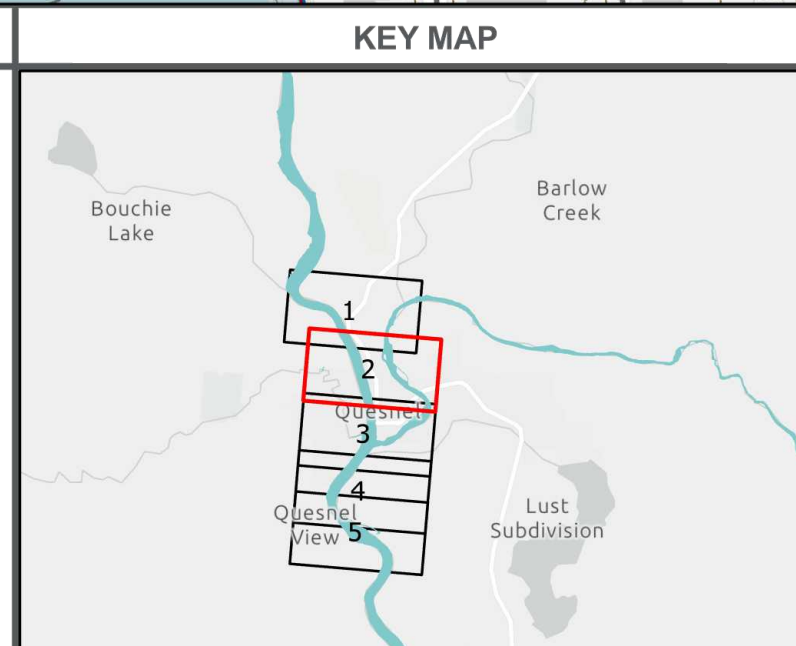 KEY MAP
Barlow
Creek
Bouchie
Lake
1
2
Quesnel
3
4
Lust
Subdivision
Quesnel
View
5